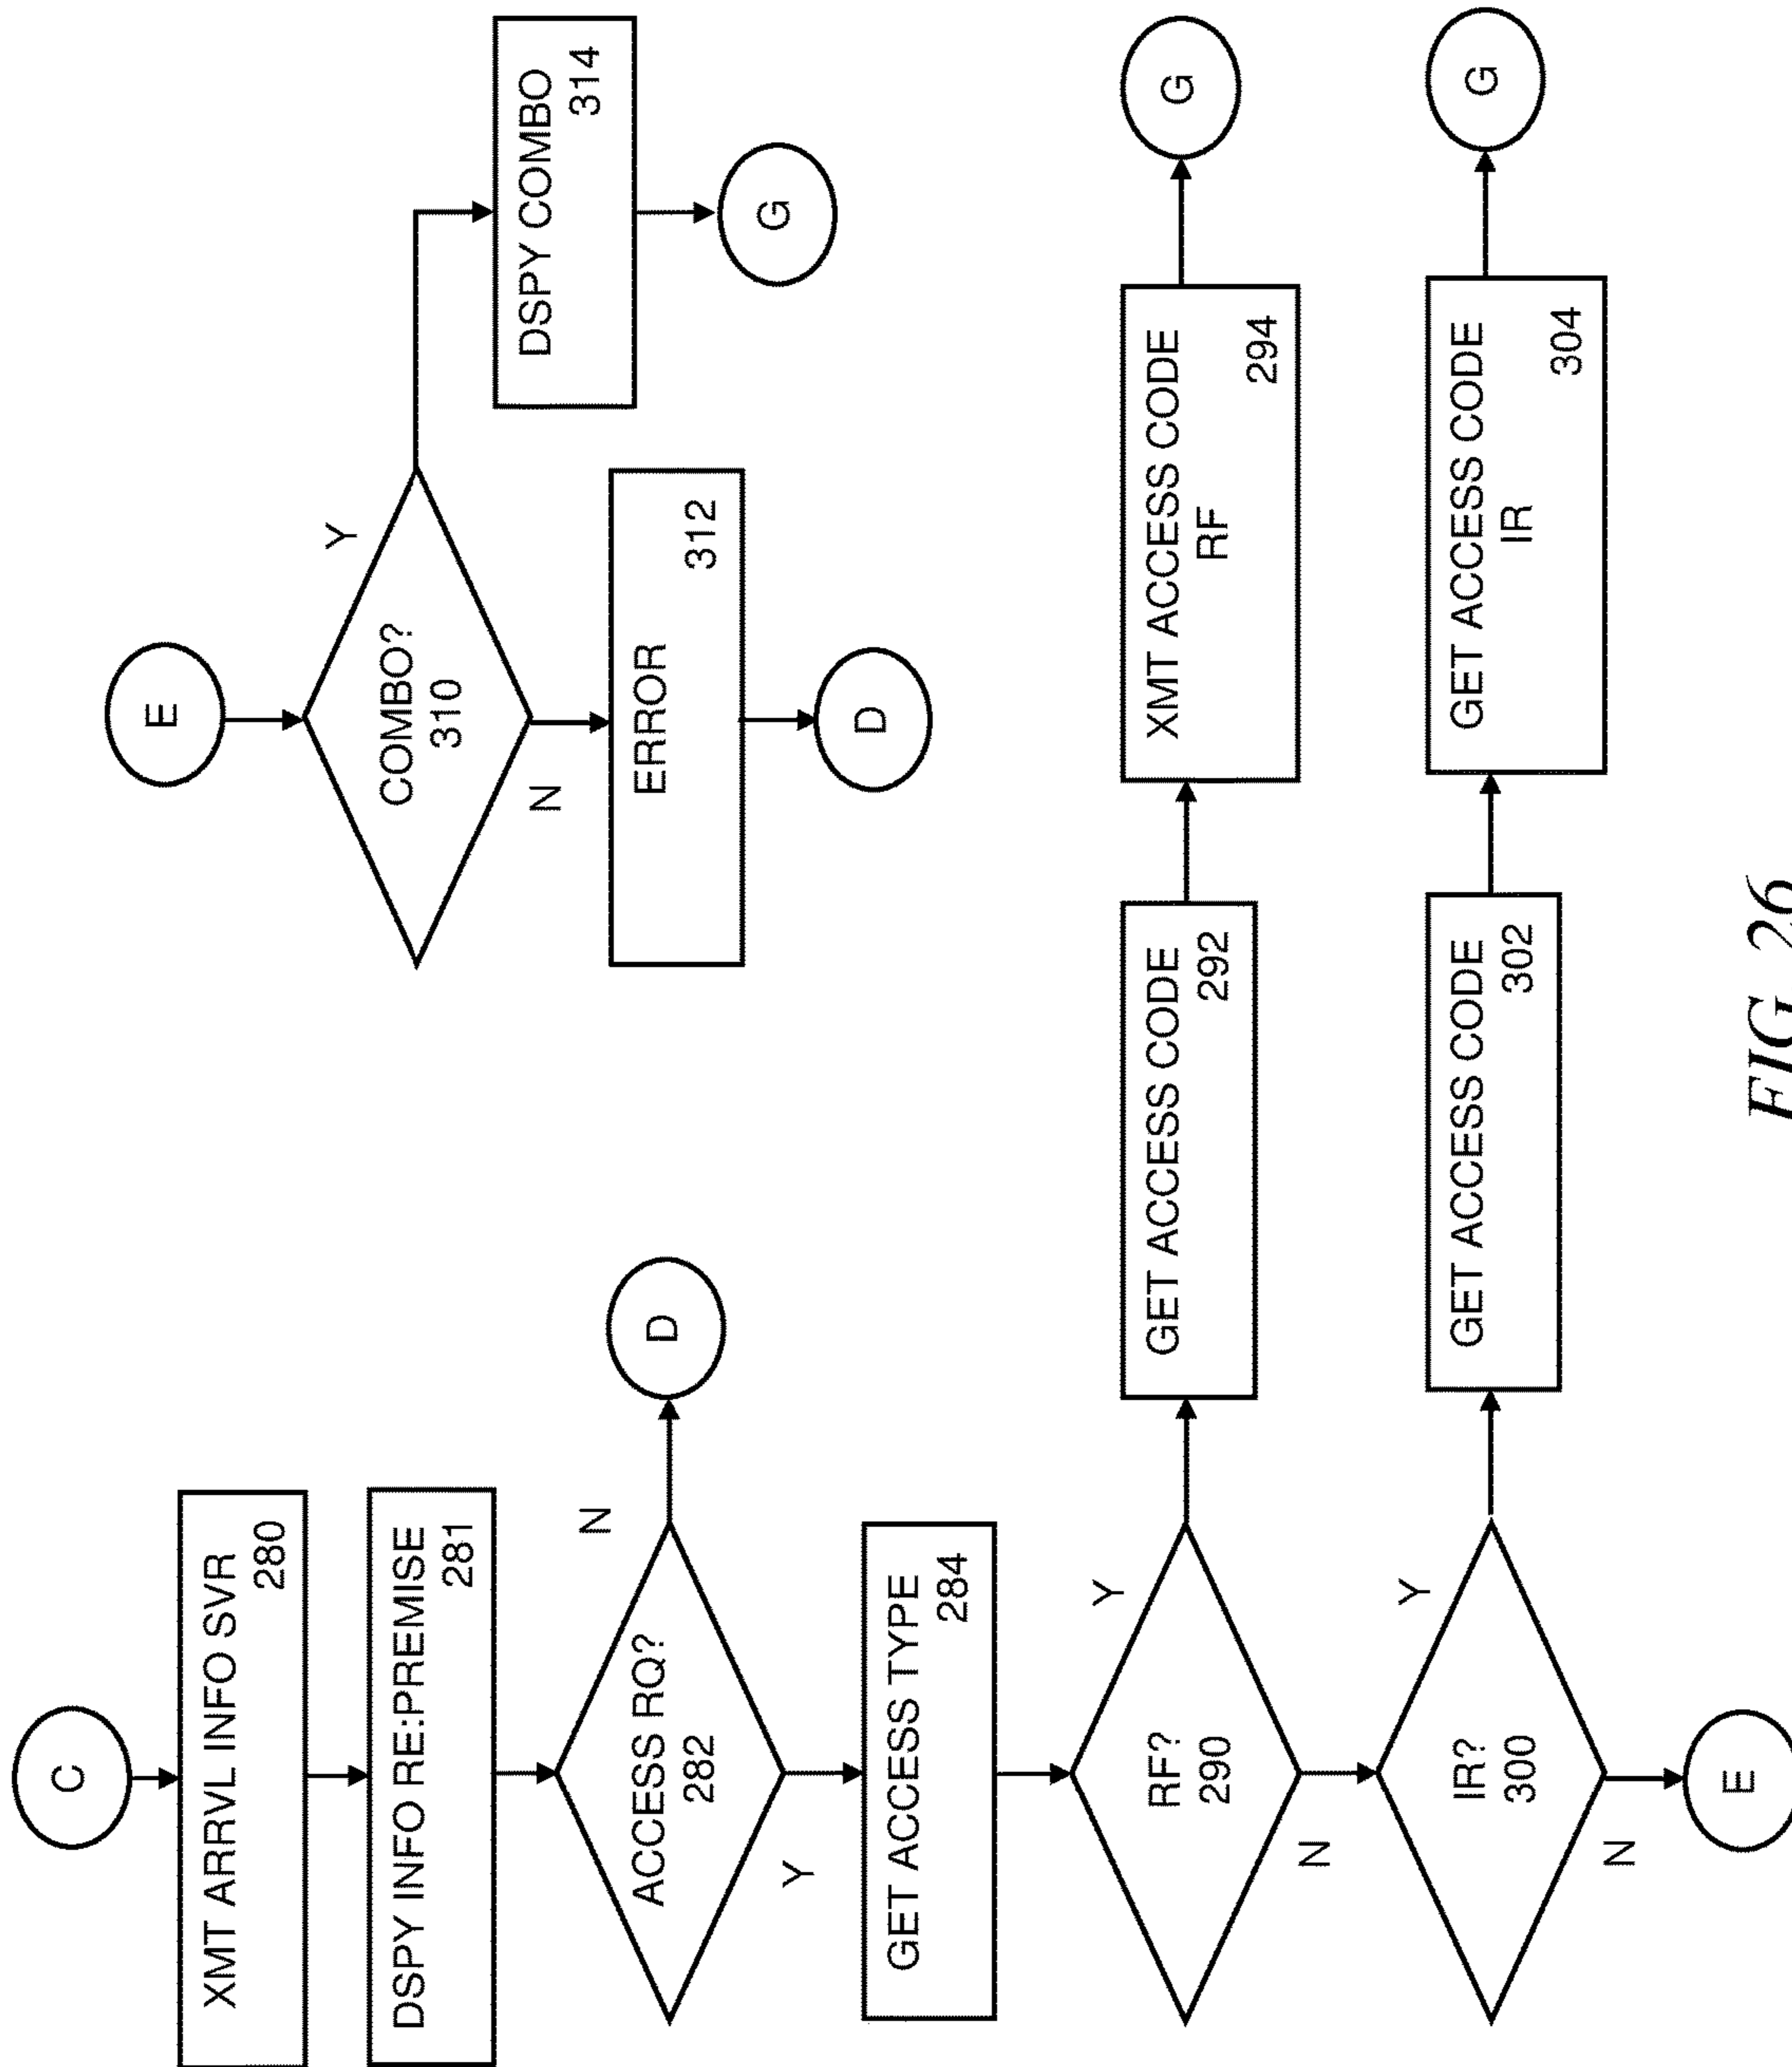 C
XMT ARRVL INFO SVR
280
DSPY INFO RE:PREMISE
281
ACCESS RQ?
282
N
D
Y
GET ACCESS TYPE
284
RF?
290
Y
GET ACCESS CODE
292
XMT ACCESS CODE
RF
294
G
N
IR?
300
Y
GET ACCESS CODE
302
GET ACCESS CODE
IR
304
G
N
E
E
COMBO?
310
Y
DSPY COMBO
314
G
N
ERROR
312
D
FIG. 26